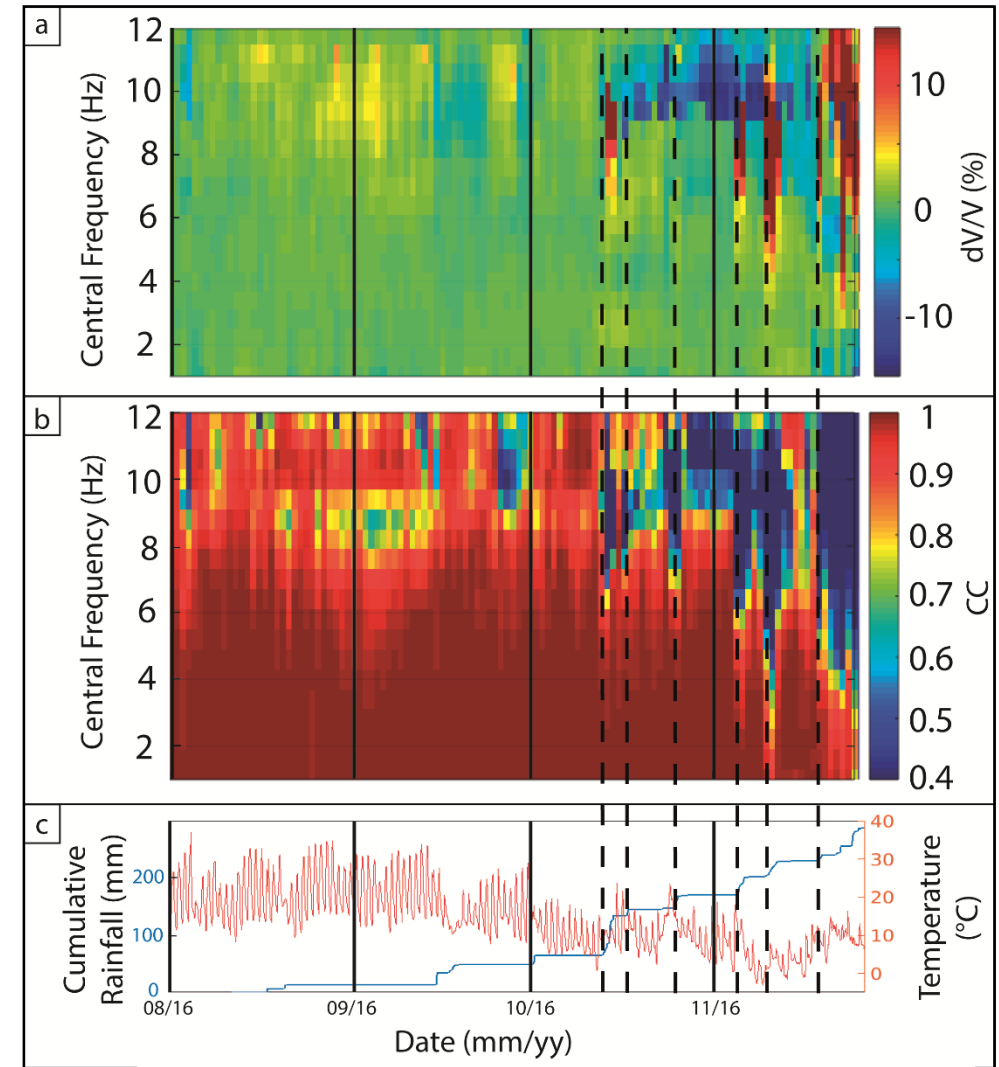 a
12
10
8
6
4
2
Central Frequency (Hz)
10
0
-10
dV/V (%)
b
12
10
8
6
4
2
Central Frequency (Hz)
1
0.9
0.8
0.7
0.6
0.5
0.4
CC
c
Cumulative
Rainfall (mm)
200
100
0
40
30
20
10
0
Temperature
(°C)
08/16
09/16
10/16
11/16
Date (mm/yy)